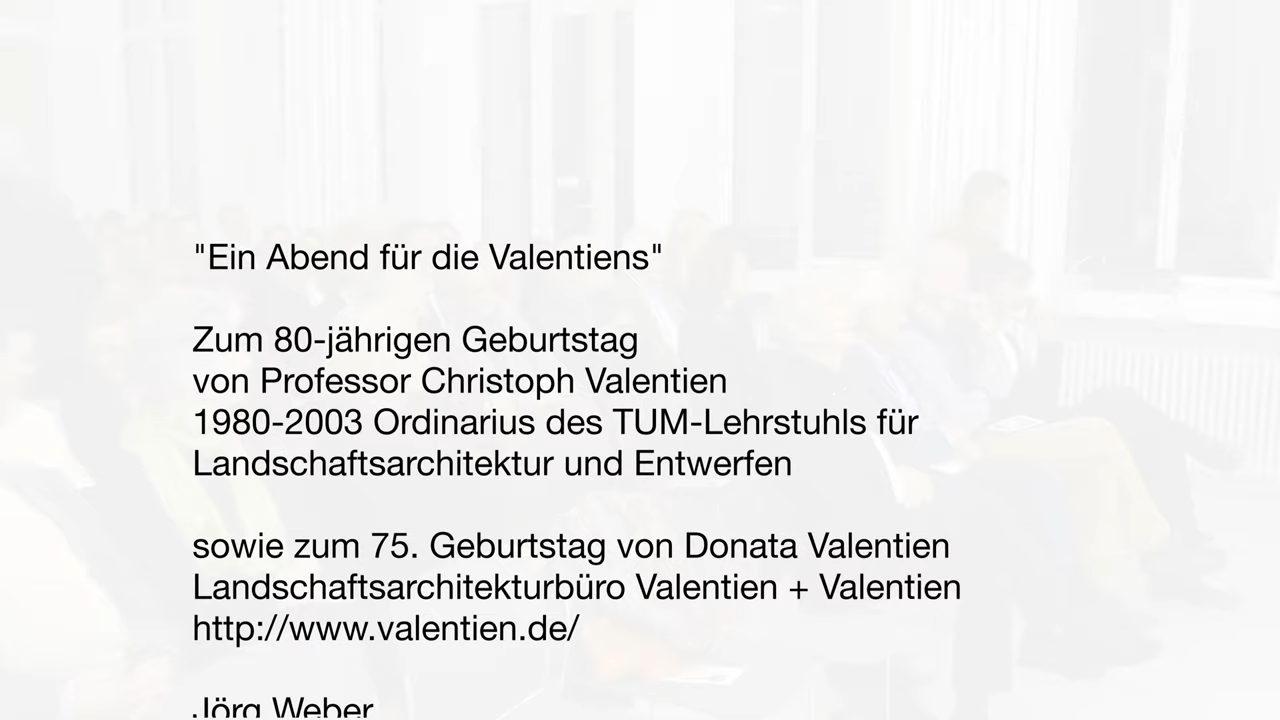 "Ein Abend für die Valentiens"
Zum 80-jährigen Geburtstag
von Professor Christoph Valentien
1980-2003 Ordinarius des TUM-Lehrstuhls für
Landschaftsarchitektur und Entwerfen
sowie zum 75. Geburtstag von Donata Valentien
Landschaftsarchitekturbüro Valentien + Valentien
http://www.valentien.de/
Jörg Weber